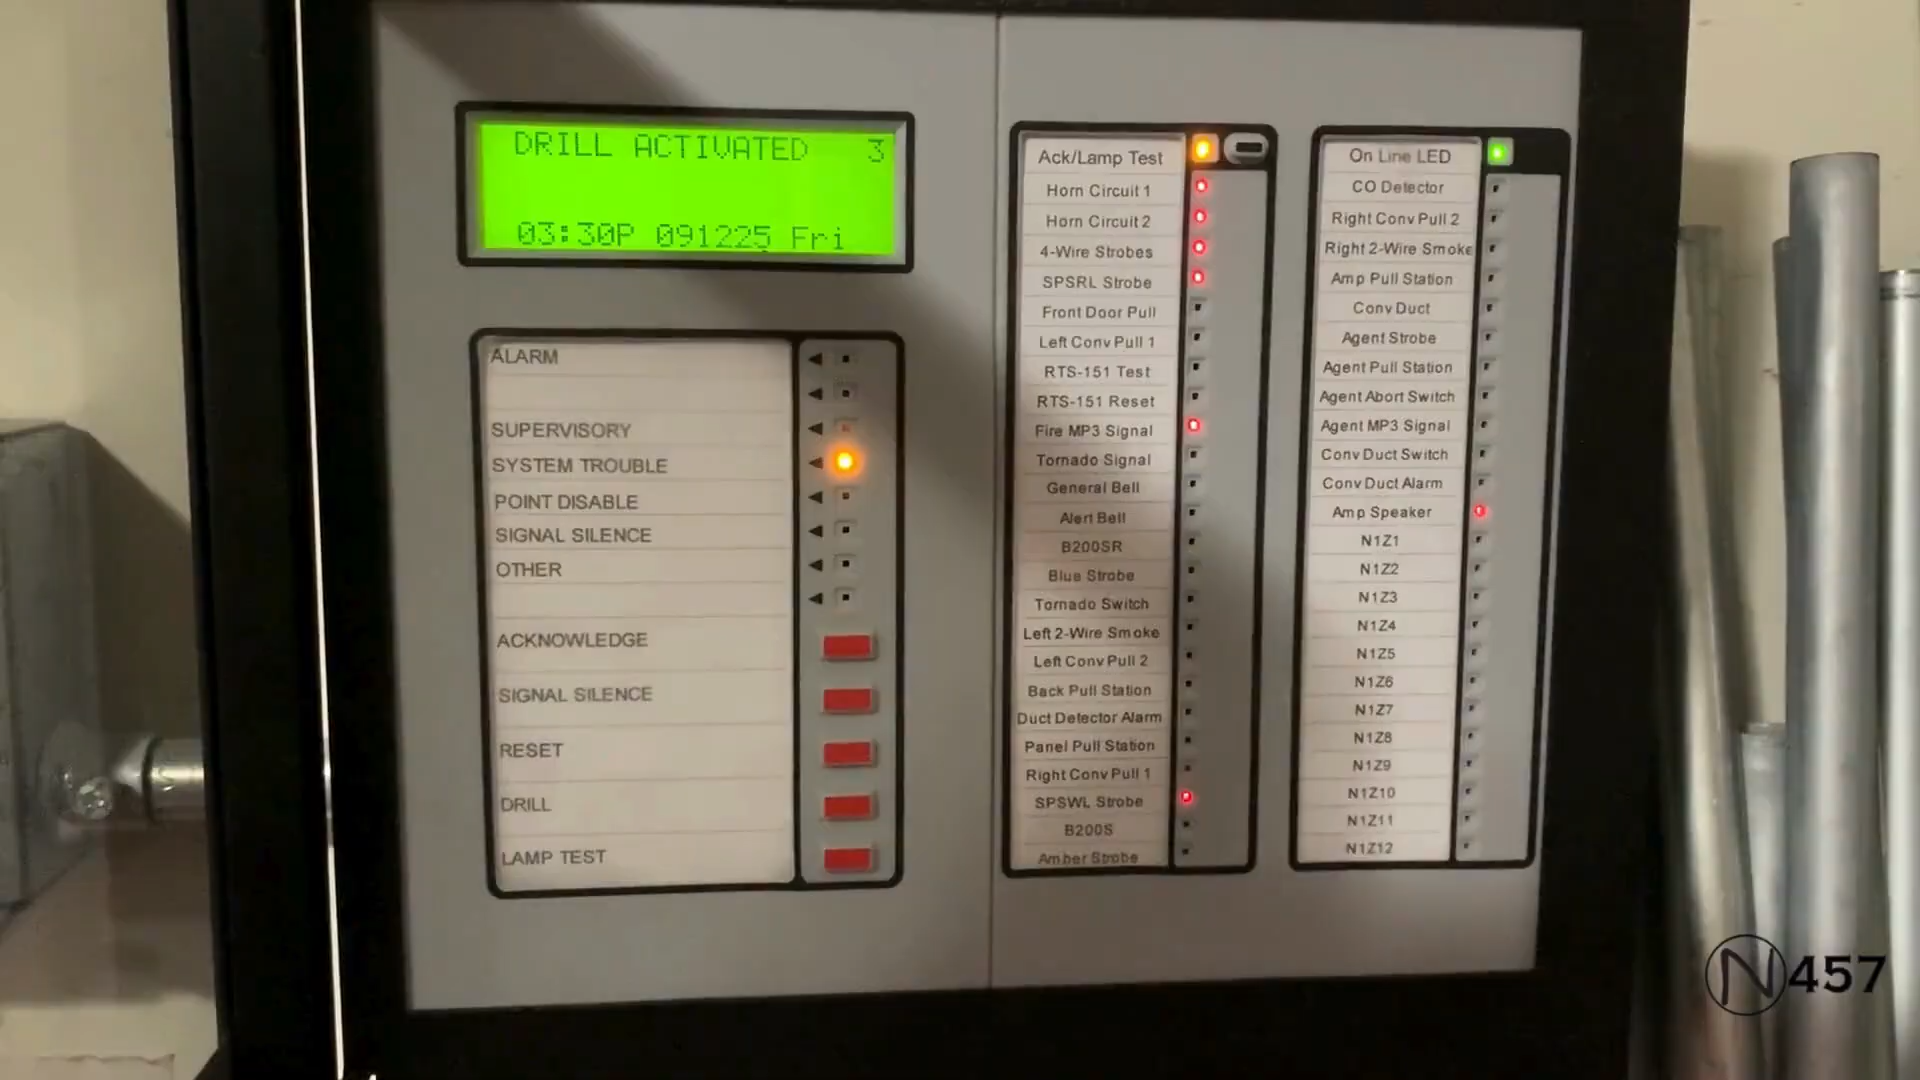 DRILL ACTIVATED 3
03:30P 091225 Fri
ALARM
SUPERVISORY
SYSTEM TROUBLE
POINT DISABLE
SIGNAL SILENCE
OTHER
ACKNOWLEDGE
SIGNAL SILENCE
RESET
DRILL
LAMP TEST
Ack/Lamp Test
Horn Circuit 1
Horn Circuit 2
4-Wire Strobes
SPSRL Strobe
Front Door Pull
Left Conv Pull 1
RTS-151 Test
RTS-151 Reset
Fire MP3 Signal
Tornado Signal
General Bell
Alert Bell
B200SR
Blue Strobe
Tornado Switch
Left 2-Wire Smoke
Left Conv Pull 2
Back Pull Station
Duct Detector Alarm
Panel Pull Station
Right Conv Pull 1
SPSWL Strobe
B200S
Amber Strobe
On Line LED
CO Detector
Right Conv Pull 2
Right 2-Wire Smoke
Amp Pull Station
Conv Duct
Agent Strobe
Agent Pull Station
Agent Abort Switch
Agent MP3 Signal
Conv Duct Switch
Conv Duct Alarm
Amp Speaker
N1Z1
N1Z2
N1Z3
N1Z4
N1Z5
N1Z6
N1Z7
N1Z8
N1Z9
N1Z10
N1Z11
N1Z12
N457